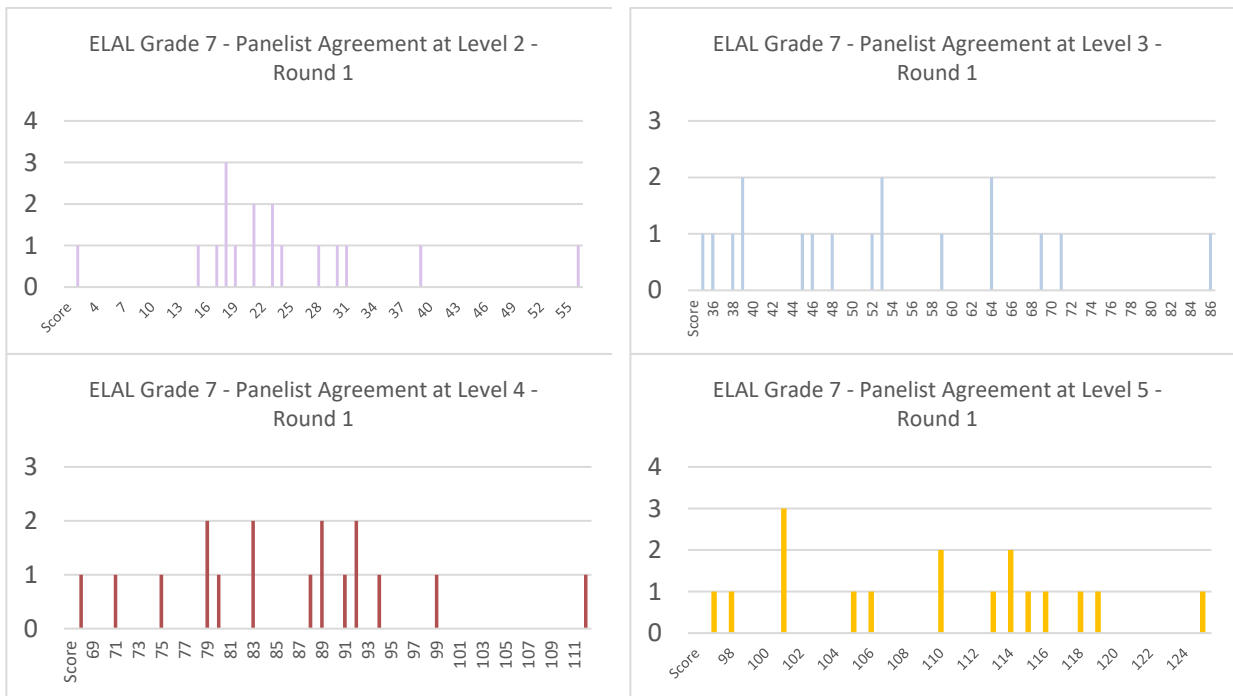 ELAL Grade 7 - Panelist Agreement at Level 2 -
Round 1
4
3
2
1
0
Score 4 7 10 13 16 19 22 25 28 31 34 37 40 43 46 49 52 55
ELAL Grade 7 - Panelist Agreement at Level 3 -
Round 1
3
2
1
0
Score 36 38 40 42 44 46 48 50 52 54 56 58 60 62 64 66 68 70 72 74 76 78 80 82 84 86
ELAL Grade 7 - Panelist Agreement at Level 4 -
Round 1
3
2
1
0
Score 69 71 73 75 77 79 81 83 85 87 89 91 93 95 97 99 101 103 105 107 109 111
ELAL Grade 7 - Panelist Agreement at Level 5 -
Round 1
4
3
2
1
0
Score 98 100 102 104 106 108 110 112 114 116 118 120 122 124